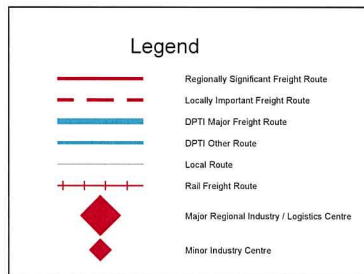 Legend
Regionally Significant Freight Route
Locally Important Freight Route
DPTI Major Freight Route
DPTI Other Route
Local Route
Rail Freight Route
Major Regional Industry / Logistics Centre
Minor Industry Centre